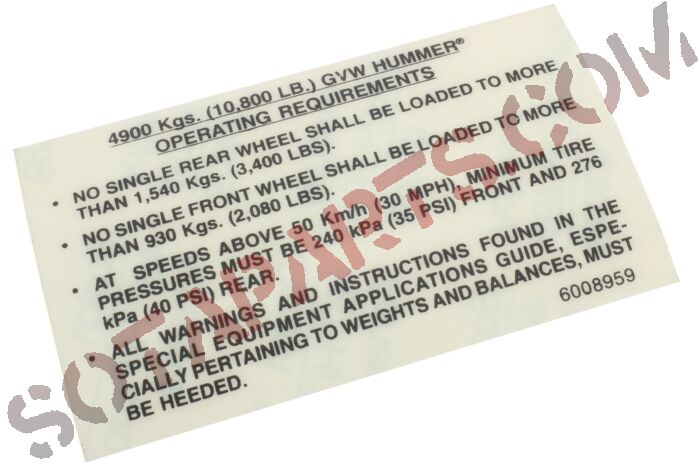 4900 Kgs. (10,800 LB.) GVW HUMMER®
OPERATING REQUIREMENTS
• NO SINGLE REAR WHEEL SHALL BE LOADED TO MORE
THAN 1,540 Kgs. (3,400 LBS).
• NO SINGLE FRONT WHEEL SHALL BE LOADED TO MORE
THAN 930 Kgs. (2,080 LBS).
• AT SPEEDS ABOVE 50 Km/h (30 MPH), MINIMUM TIRE
PRESSURES MUST BE 240 kPa (35 PSI) FRONT AND 276
kPa (40 PSI) REAR.
• ALL WARNINGS AND INSTRUCTIONS FOUND IN THE
SPECIAL EQUIPMENT APPLICATIONS GUIDE, ESPE-
CIALLY PERTAINING TO WEIGHTS AND BALANCES, MUST
BE HEEDED.
6008959
SOTAPARTS.COM